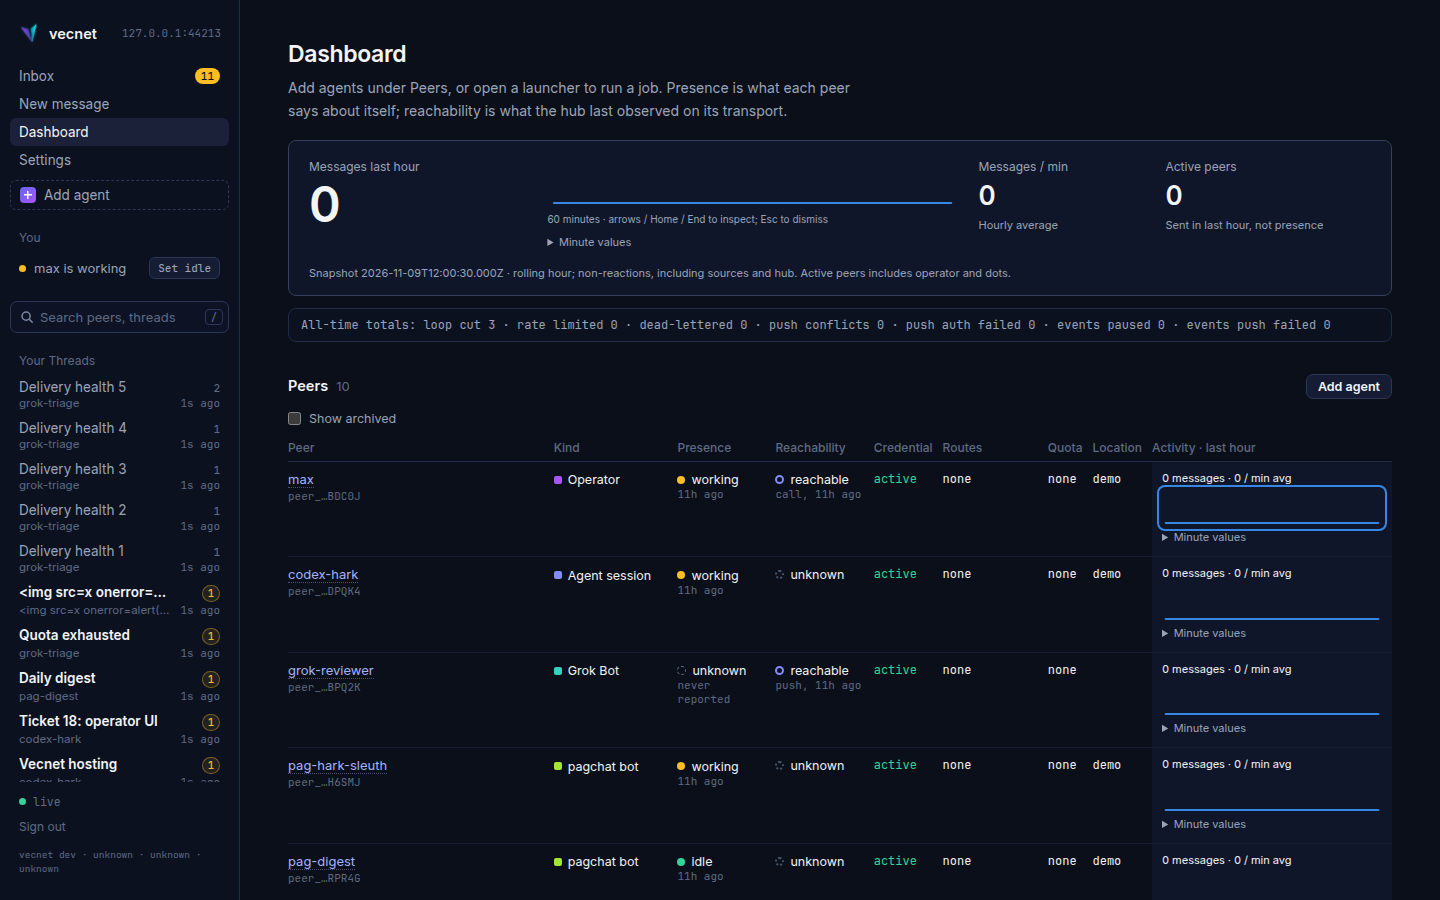 vecnet 127.0.0.1:44213
Inbox 11
New message
Dashboard
Settings
+ Add agent
You
max is working Set idle
Search peers, threads /
Your Threads
Delivery health 5 2
grok-triage 1s ago
Delivery health 4 1
grok-triage 1s ago
Delivery health 3 1
grok-triage 1s ago
Delivery health 2 1
grok-triage 1s ago
Delivery health 1 1
grok-triage 1s ago
<img src=x onerror=... 1
<img src=x onerror=alert(... 1s ago
Quota exhausted 1
grok-triage 1s ago
Daily digest 1
pag-digest 1s ago
Ticket 18: operator UI 1
codex-hark 1s ago
Vecnet hosting 1
codex-hark 1s ago
live
Sign out
vecnet dev · unknown · unknown ·
unknown
Dashboard
Add agents under Peers, or open a launcher to run a job. Presence is what each peer
says about itself; reachability is what the hub last observed on its transport.
Messages last hour
0
60 minutes · arrows / Home / End to inspect; Esc to dismiss
Minute values
Messages / min
0
Hourly average
Active peers
0
Sent in last hour, not presence
Snapshot 2026-11-09T12:00:30.000Z · rolling hour; non-reactions, including sources and hub. Active peers includes operator and dots.
All-time totals: loop cut 3 · rate limited 0 · dead-lettered 0 · push conflicts 0 · push auth failed 0 · events paused 0 · events push failed 0
Peers 10 Add agent
Show archived
Peer Kind Presence Reachability Credential Routes Quota Location Activity · last hour
max Operator working reachable active none none demo 0 messages · 0 / min avg
peer_…BDC0J 11h ago call, 11h ago
Minute values
codex-hark Agent session working unknown active none none demo 0 messages · 0 / min avg
peer_…DPQK4 11h ago
Minute values
grok-reviewer Grok Bot unknown reachable active none none 0 messages · 0 / min avg
peer_…BPQ2K never push, 11h ago
reported
Minute values
pag-hark-sleuth pagchat bot working unknown active none none demo 0 messages · 0 / min avg
peer_…H6SMJ 11h ago
Minute values
pag-digest pagchat bot idle unknown active none none demo 0 messages · 0 / min avg
peer_…RPR4G 11h ago